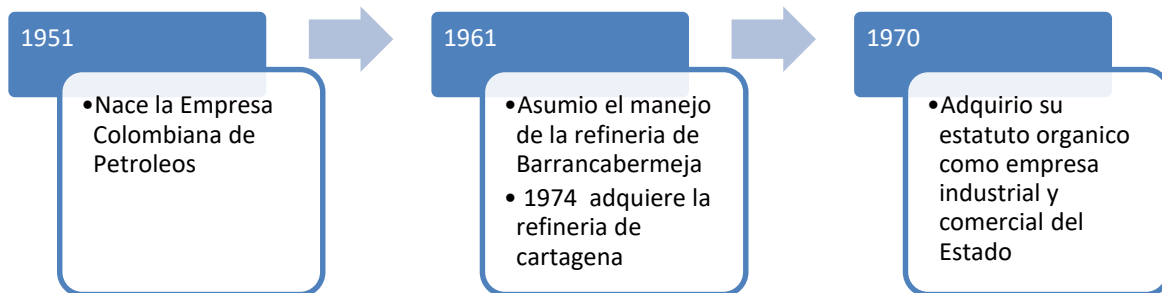 1951
•Nace la Empresa
Colombiana de
Petroleos
1961
•Asumio el manejo
de la refineria de
Barrancabermeja
• 1974 adquiere la
refineria de
cartagena
1970
•Adquirio su
estatuto organico
como empresa
industrial y
comercial del
Estado